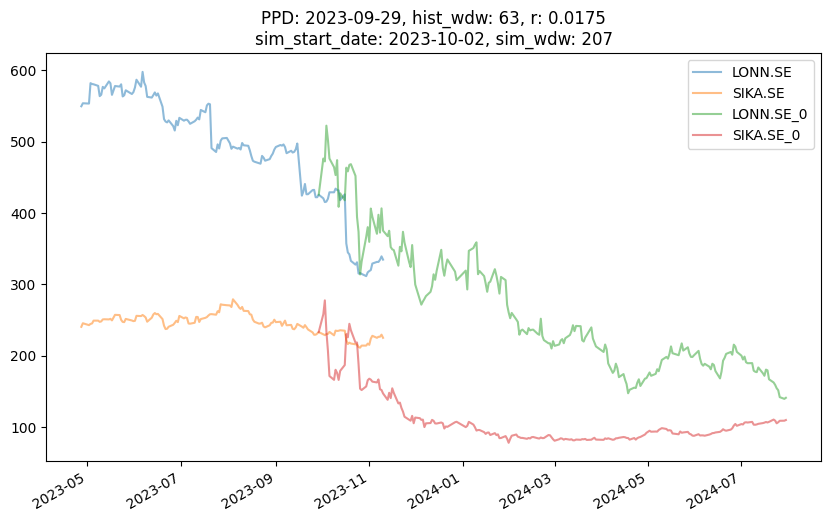 PPD: 2023-09-29, hist_wdw: 63, r: 0.0175
sim_start_date: 2023-10-02, sim_wdw: 207
LONN.SE
SIKA.SE
LONN.SE_0
SIKA.SE_0
600
500
400
300
200
100
2023-05
2023-07
2023-09
2023-11
2024-01
2024-03
2024-05
2024-07